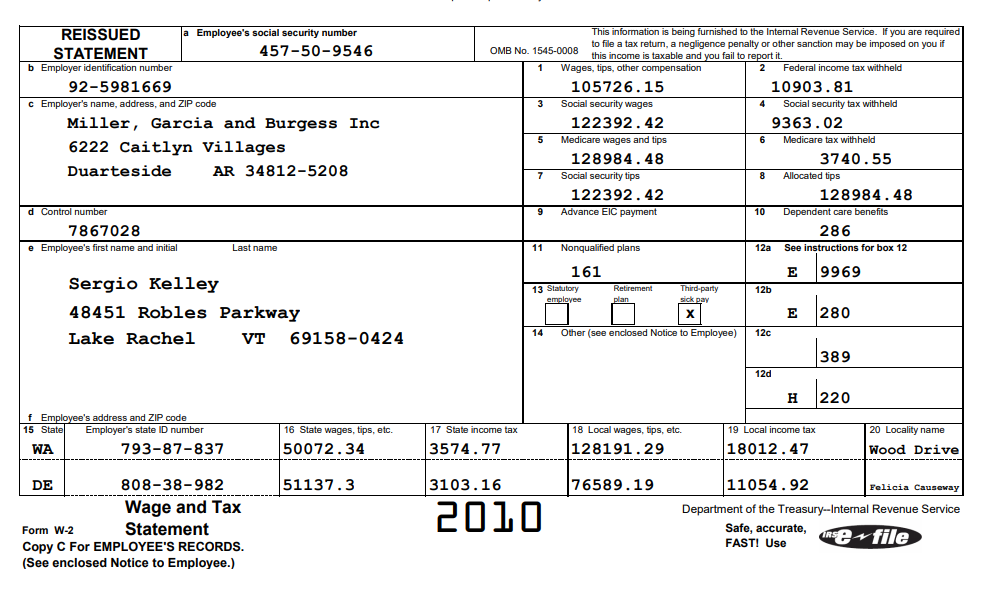 REISSUED STATEMENT
a Employee's social security number
457-50-9546
OMB No. 1545-0008
This information is being furnished to the Internal Revenue Service. If you are required
to file a tax return, a negligence penalty or other sanction may be imposed on you if
this income is taxable and you fail to report it.
b Employer identification number
92-5981669
1 Wages, tips, other compensation
105726.15
2 Federal income tax withheld
10903.81
c Employer's name, address, and ZIP code
Miller, Garcia and Burgess Inc
6222 Caitlyn Villages
Duarteside AR 34812-5208
3 Social security wages
122392.42
4 Social security tax withheld
9363.02
5 Medicare wages and tips
128984.48
6 Medicare tax withheld
3740.55
7 Social security tips
122392.42
8 Allocated tips
128984.48
d Control number
7867028
9 Advance EIC payment
10 Dependent care benefits
286
e Employee's first name and initial Last name
Sergio Kelley
48451 Robles Parkway
Lake Rachel VT 69158-0424
11 Nonqualified plans
161
12a See instructions for box 12
E 9969
13 Statutory employee
Retirement plan
Third-party sick pay
X
12b
E 280
14 Other (see enclosed Notice to Employee)
12c
389
12d
H 220
f Employee's address and ZIP code
15 State Employer's state ID number 16 State wages, tips, etc. 17 State income tax 18 Local wages, tips, etc. 19 Local income tax 20 Locality name
WA 793-87-837 50072.34 3574.77 128191.29 18012.47 Wood Drive
DE 808-38-982 51137.3 3103.16 76589.19 11054.92 Felicia Causeway
Form W-2 Wage and Tax Statement
2010
Department of the Treasury--Internal Revenue Service
Copy C For EMPLOYEE'S RECORDS.
(See enclosed Notice to Employee.)
Safe, accurate,
FAST! Use
IRS e-file